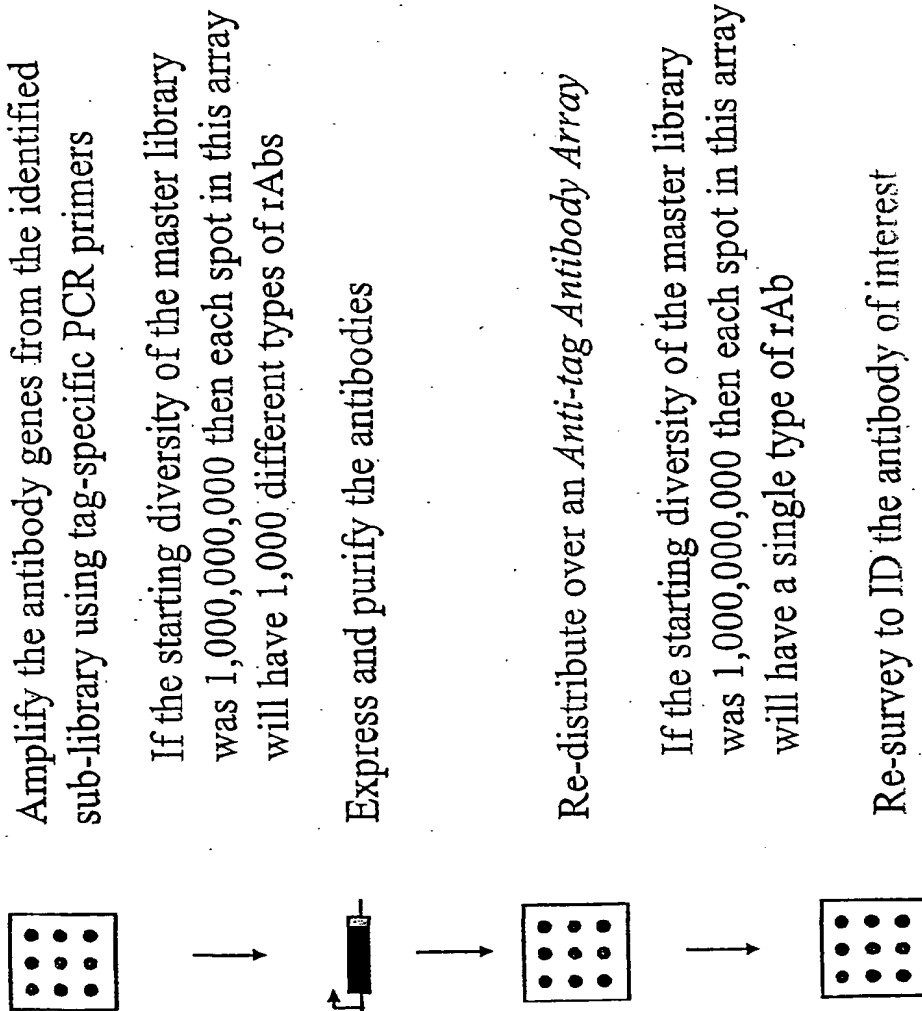 Amplify the antibody genes from the identified
sub-library using tag-specific PCR primers
If the starting diversity of the master library
was 1,000,000,000 then each spot in this array
will have 1,000 different types of rAbs
Express and purify the antibodies
Re-distribute over an Anti-tag Antibody Array
If the starting diversity of the master library
was 1,000,000,000 then each spot in this array
will have a single type of rAb
Re-survey to ID the antibody of interest